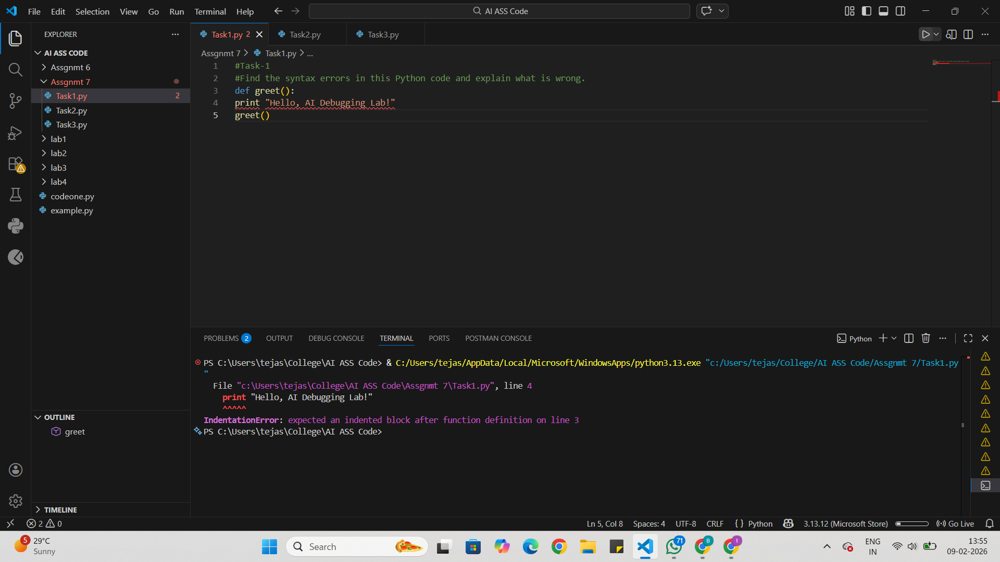 File Edit Selection View Go Run Terminal Help
AI ASS Code
EXPLORER
AI ASS CODE
Assgnmt 6
Assgnmt 7
Task1.py 2
Task2.py
Task3.py
lab1
lab2
lab3
lab4
codeone.py
example.py
OUTLINE
greet
TIMELINE
Task1.py 2
Task2.py
Task3.py
Assgnmt 7 > Task1.py > ...
1 #Task-1
2 #Find the syntax errors in this Python code and explain what is wrong.
3 def greet():
4 print "Hello, AI Debugging Lab!"
5 greet()
PROBLEMS 2 OUTPUT DEBUG CONSOLE TERMINAL PORTS POSTMAN CONSOLE
Python
PS C:\Users\tejas\College\AI ASS Code> & C:/Users/tejas/AppData/Local/Microsoft/WindowsApps/python3.13.exe "c:/Users/tejas/College/AI ASS Code/Assgnmt 7/Task1.py
"
File "c:\Users\tejas\College\AI ASS Code\Assgnmt 7\Task1.py", line 4
print "Hello, AI Debugging Lab!"
^^^^^
IndentationError: expected an indented block after function definition on line 3
PS C:\Users\tejas\College\AI ASS Code>
2 0
Ln 5, Col 8 Spaces: 4 UTF-8 CRLF { } Python 3.13.12 (Microsoft Store) Go Live
5
29°C
Sunny
Search
71
B
t
ENG
IN
13:55
09-02-2026